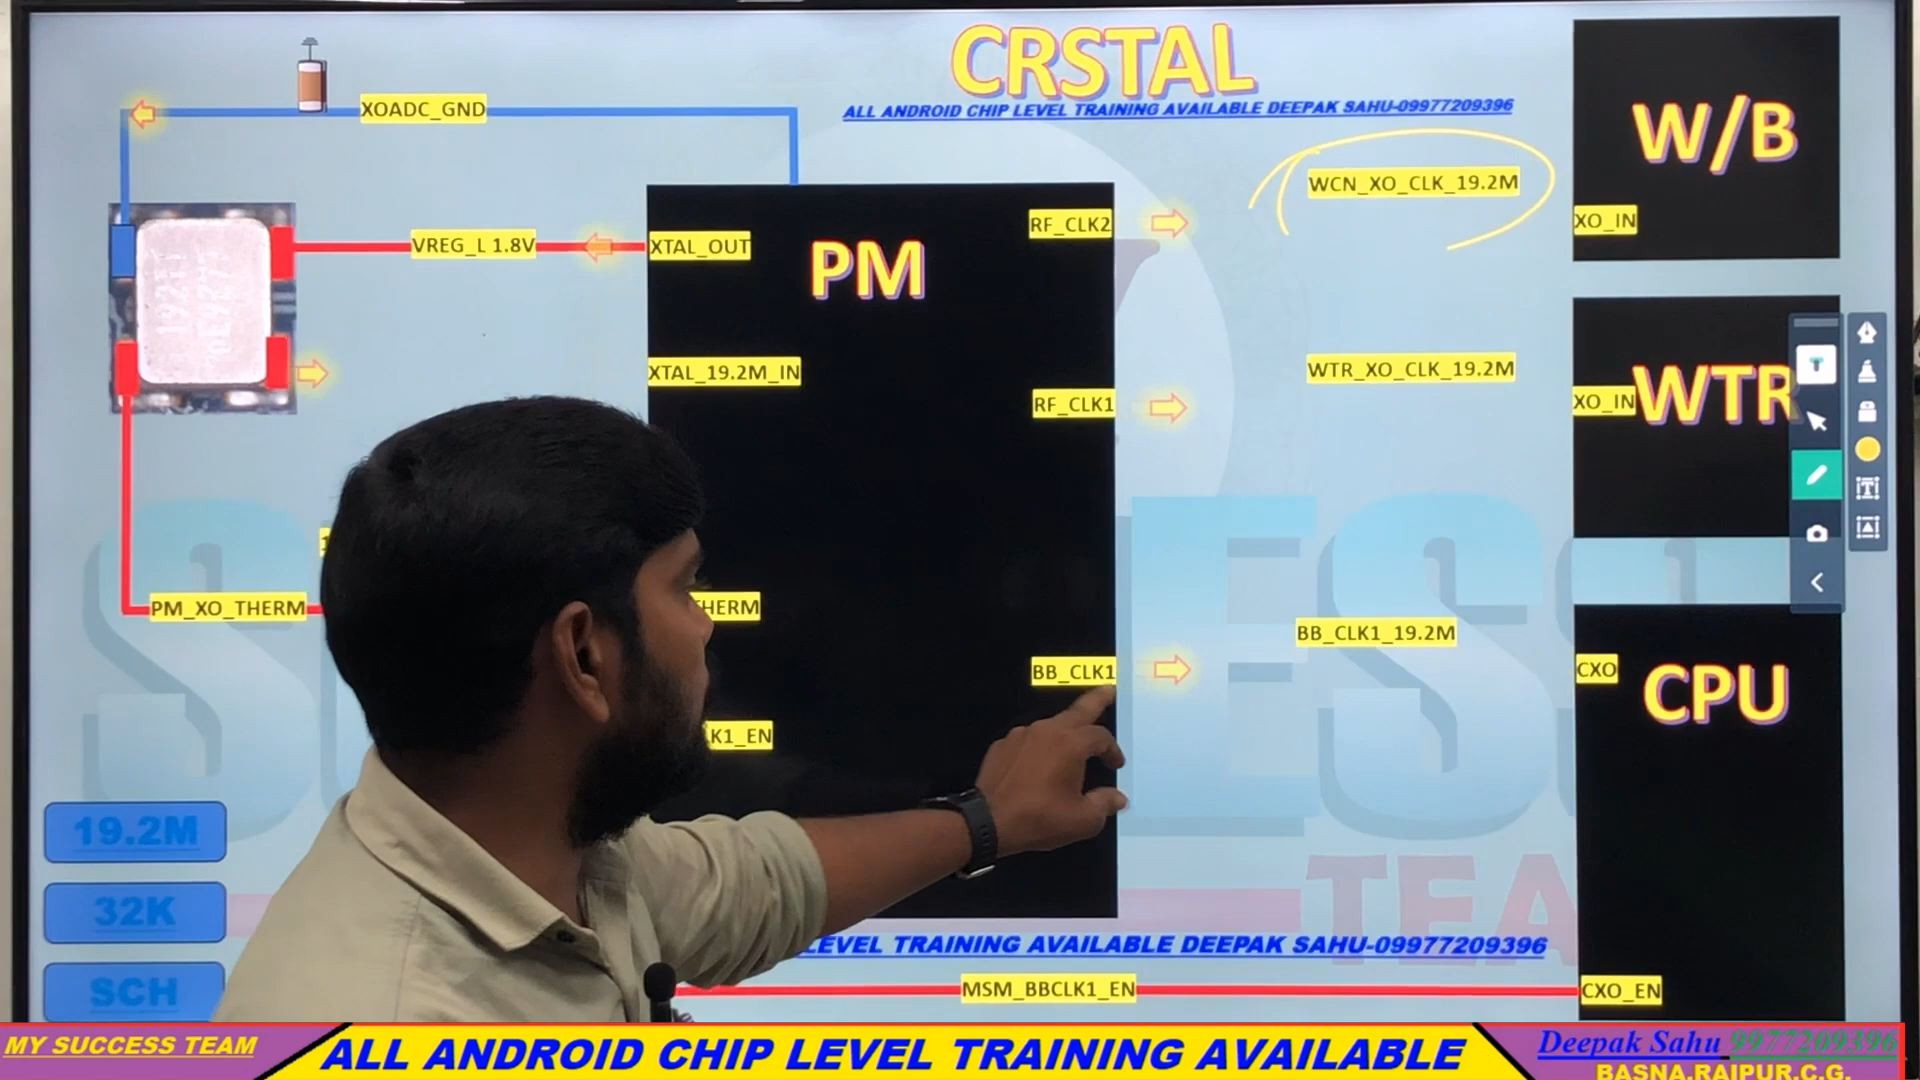 CRSTAL
ALL ANDROID CHIP LEVEL TRAINING AVAILABLE DEEPAK SAHU-09977209396
XOADC_GND
W/B
WCN_XO_CLK_19.2M
XO_IN
RF_CLK2
VREG_L 1.8V
XTAL_OUT
PM
XTAL_19.2M_IN
WTR_XO_CLK_19.2M
RF_CLK1
XO_IN
WTR
PM_XO_THERM
THERM
BB_CLK1_19.2M
BB_CLK1
CXO
CPU
K1_EN
19.2M
32K
SCH
LEVEL TRAINING AVAILABLE DEEPAK SAHU-09977209396
MSM_BBCLK1_EN
CXO_EN
MY SUCCESS TEAM
ALL ANDROID CHIP LEVEL TRAINING AVAILABLE
Deepak Sahu 9977209396
BASNA,RAIPUR,C.G.